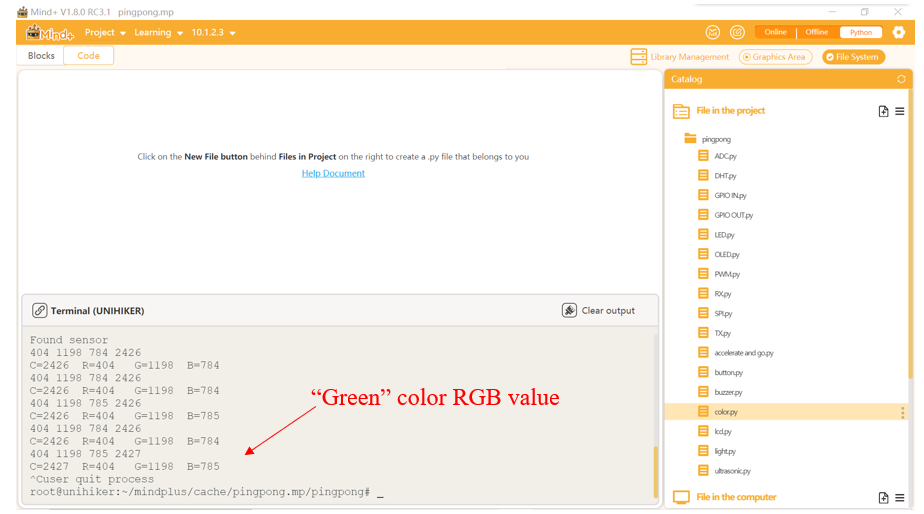 Mind+ V1.8.0 RC3.1 pingpong.mp
Mind+ Project Learning 10.1.2.3 Online Offline Python
Blocks Code Library Management Graphics Area File System
Catalog
File in the project
pingpong
ADC.py
DHT.py
GPIO IN.py
GPIO OUT.py
LED.py
OLED.py
PWM.py
RX.py
SPI.py
TX.py
accelerate and go.py
button.py
buzzer.py
color.py
lcd.py
light.py
ultrasonic.py
File in the computer
Click on the New File button behind Files in Project on the right to create a .py file that belongs to you
Help Document
Terminal (UNIHIKER) Clear output
Found sensor
404 1198 784 2426
C=2426 R=404 G=1198 B=784
404 1198 784 2426
C=2426 R=404 G=1198 B=784
404 1198 785 2426
C=2426 R=404 G=1198 B=785
404 1198 784 2426
C=2426 R=404 G=1198 B=784
404 1198 785 2427
C=2427 R=404 G=1198 B=785
^Cuser quit process
root@unihiker:~/mindplus/cache/pingpong.mp/pingpong# _
“Green” color RGB value